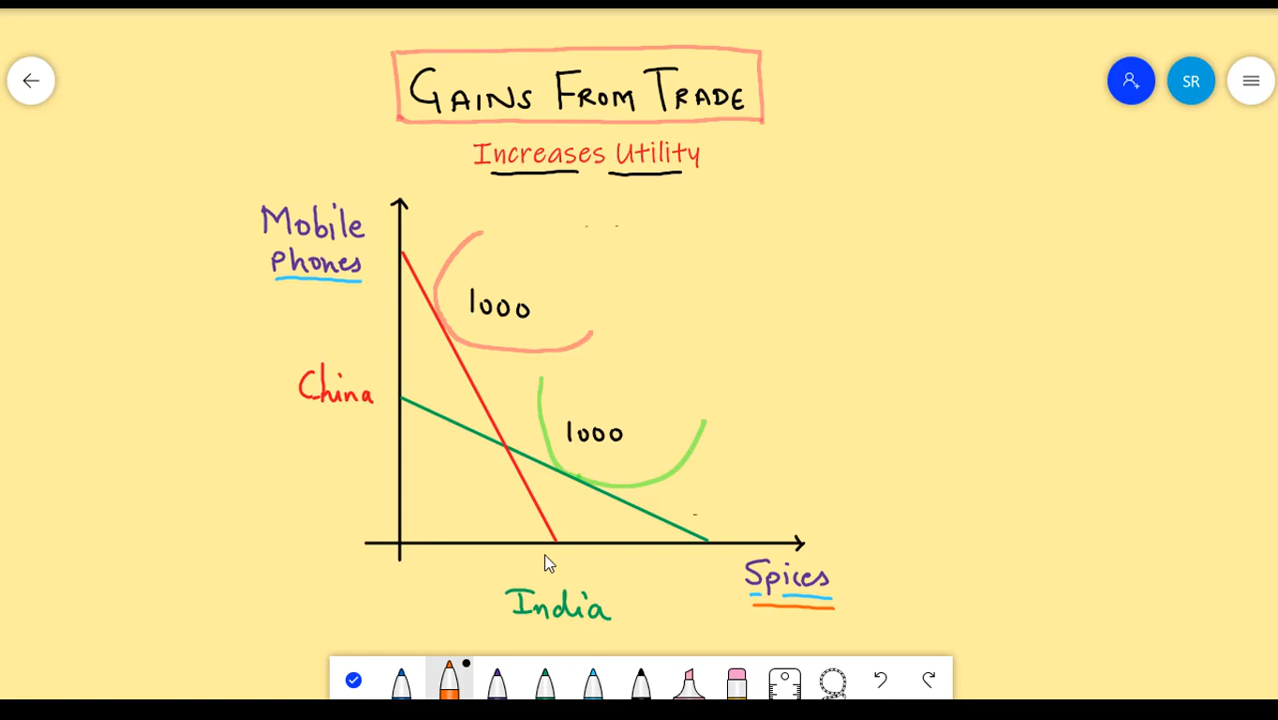 GAINS FROM TRADE
Increases Utility
SR
Mobile
Phones
1000
China
1000
Spices
India